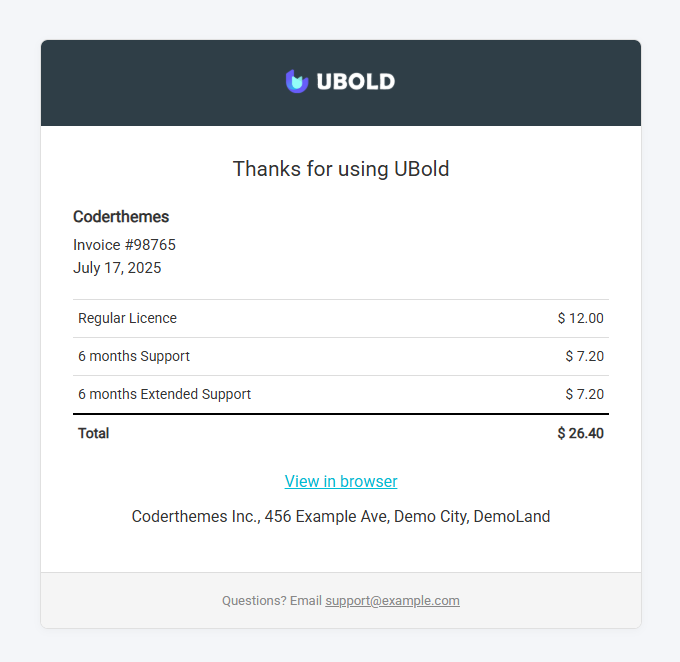 UBOLD
Thanks for using UBold
Coderthemes
Invoice #98765
July 17, 2025
Regular Licence $ 12.00
6 months Support $ 7.20
6 months Extended Support $ 7.20
Total $ 26.40
View in browser
Coderthemes Inc., 456 Example Ave, Demo City, DemoLand
Questions? Email support@example.com